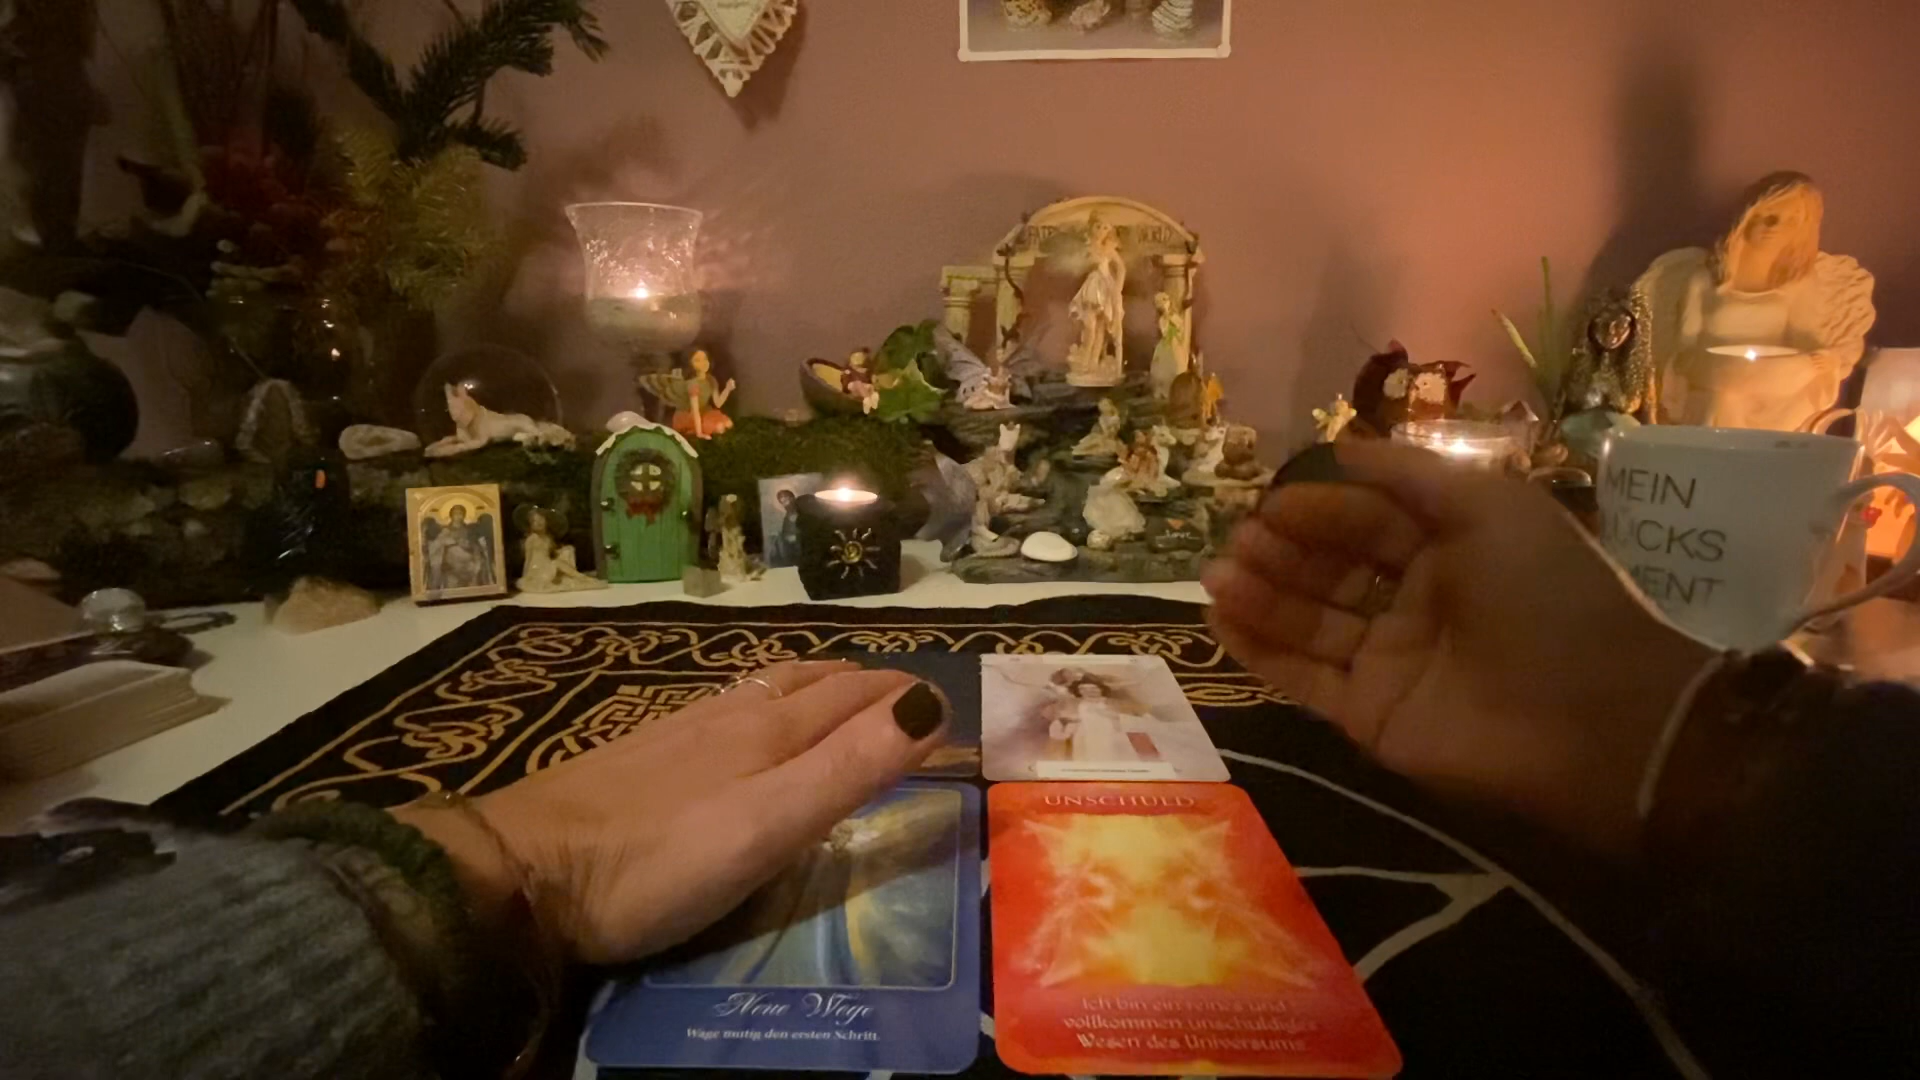 MEIN
CKS
MENT
UNSCHULD
Neue Wege
Wage mutig den ersten Schritt.
Ich bin ein reines und
vollkommen unschuldiges
Wesen des Universums